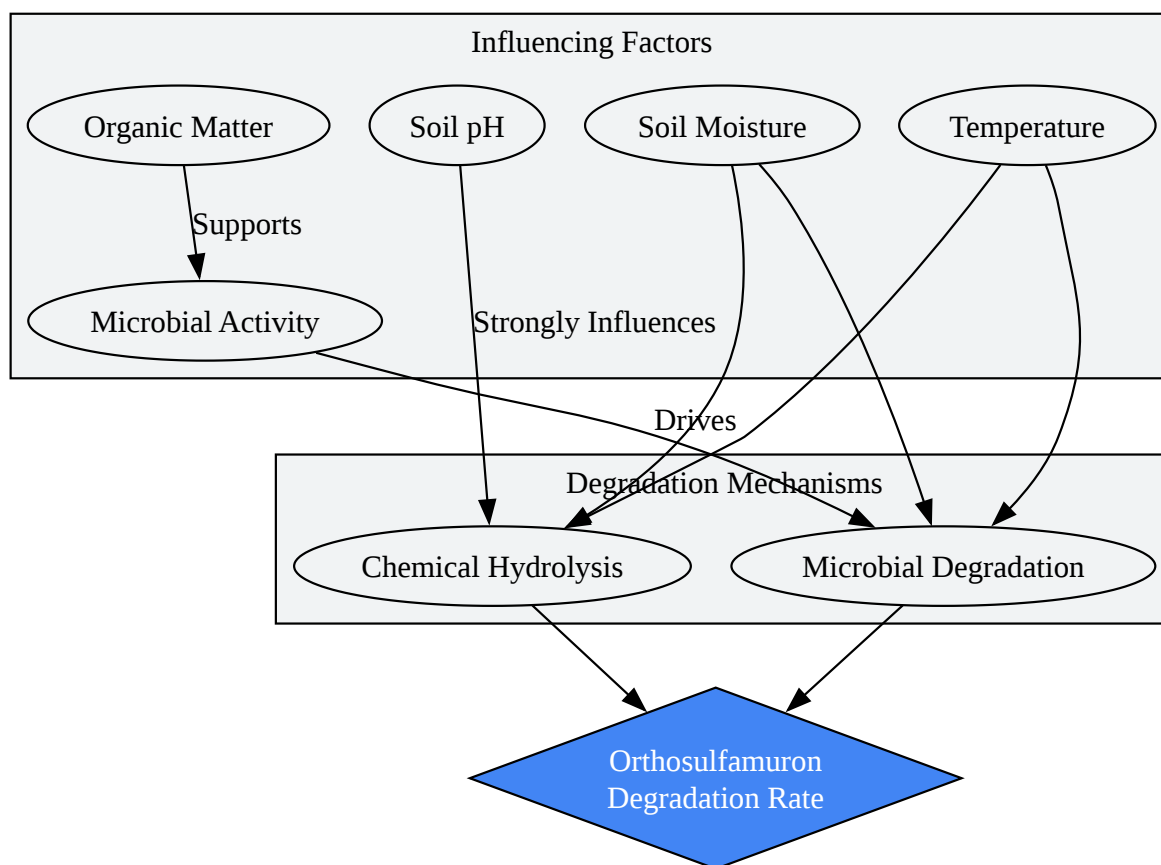 Influencing Factors
Organic Matter
Soil pH
Soil Moisture
Temperature
Supports
Microbial Activity
Strongly Influences
Drives
Degradation Mechanisms
Chemical Hydrolysis
Microbial Degradation
Orthosulfamuron
Degradation Rate